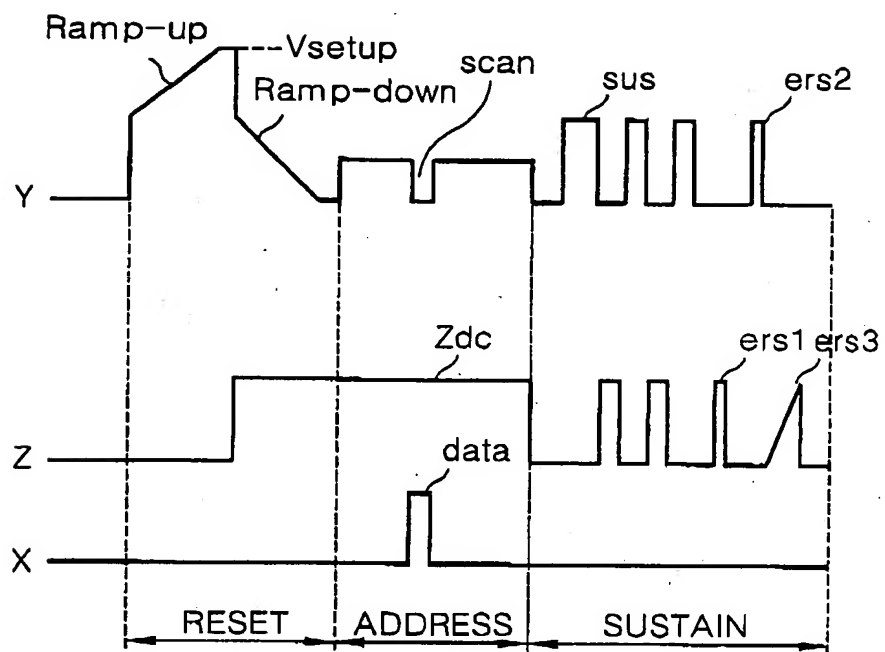 Ramp-up
Vsetup
scan
Ramp-down
sus
ers2
Y
Zdc
ers1
ers3
Z
data
X
RESET
ADDRESS
SUSTAIN